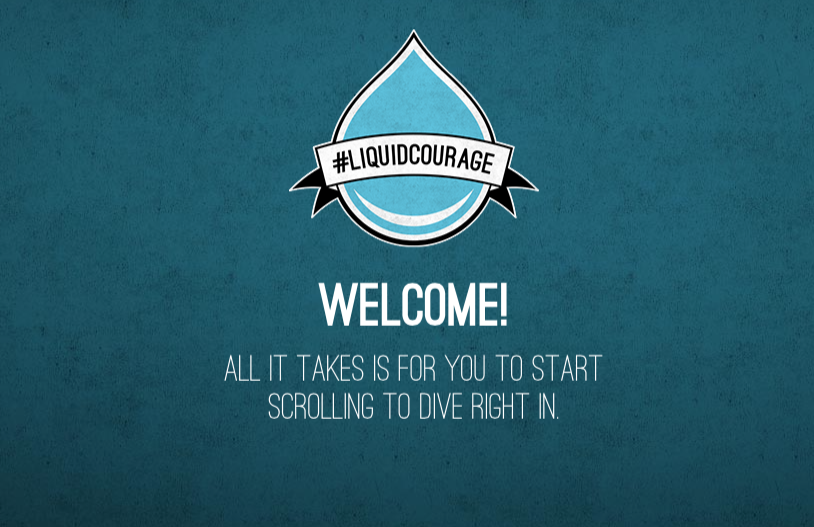 #LIQUIDCOURAGE
WELCOME!
ALL IT TAKES IS FOR YOU TO START
SCROLLING TO DIVE RIGHT IN.